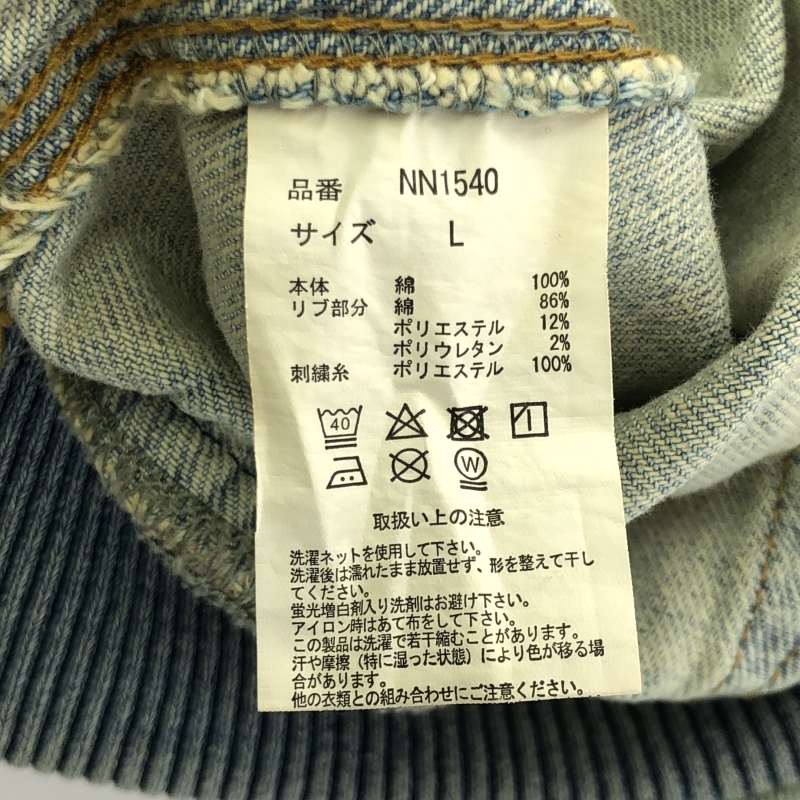 品番 NN1540
サイズ L
本体 綿 100%
リブ部分 綿 86%
ポリエステル 12%
ポリウレタン 2%
刺繍糸 ポリエステル 100%
40
W
取扱い上の注意
洗濯ネットを使用して下さい。
洗濯後は濡れたまま放置せず、形を整えて干し
てください。
蛍光増白剤入り洗剤はお避け下さい。
アイロン時はあて布をして下さい。
この製品は洗濯で若干縮むことがあります。
汗や摩擦（特に湿った状態）により色が移る場
合があります。
他の衣類との組み合わせにご注意ください。